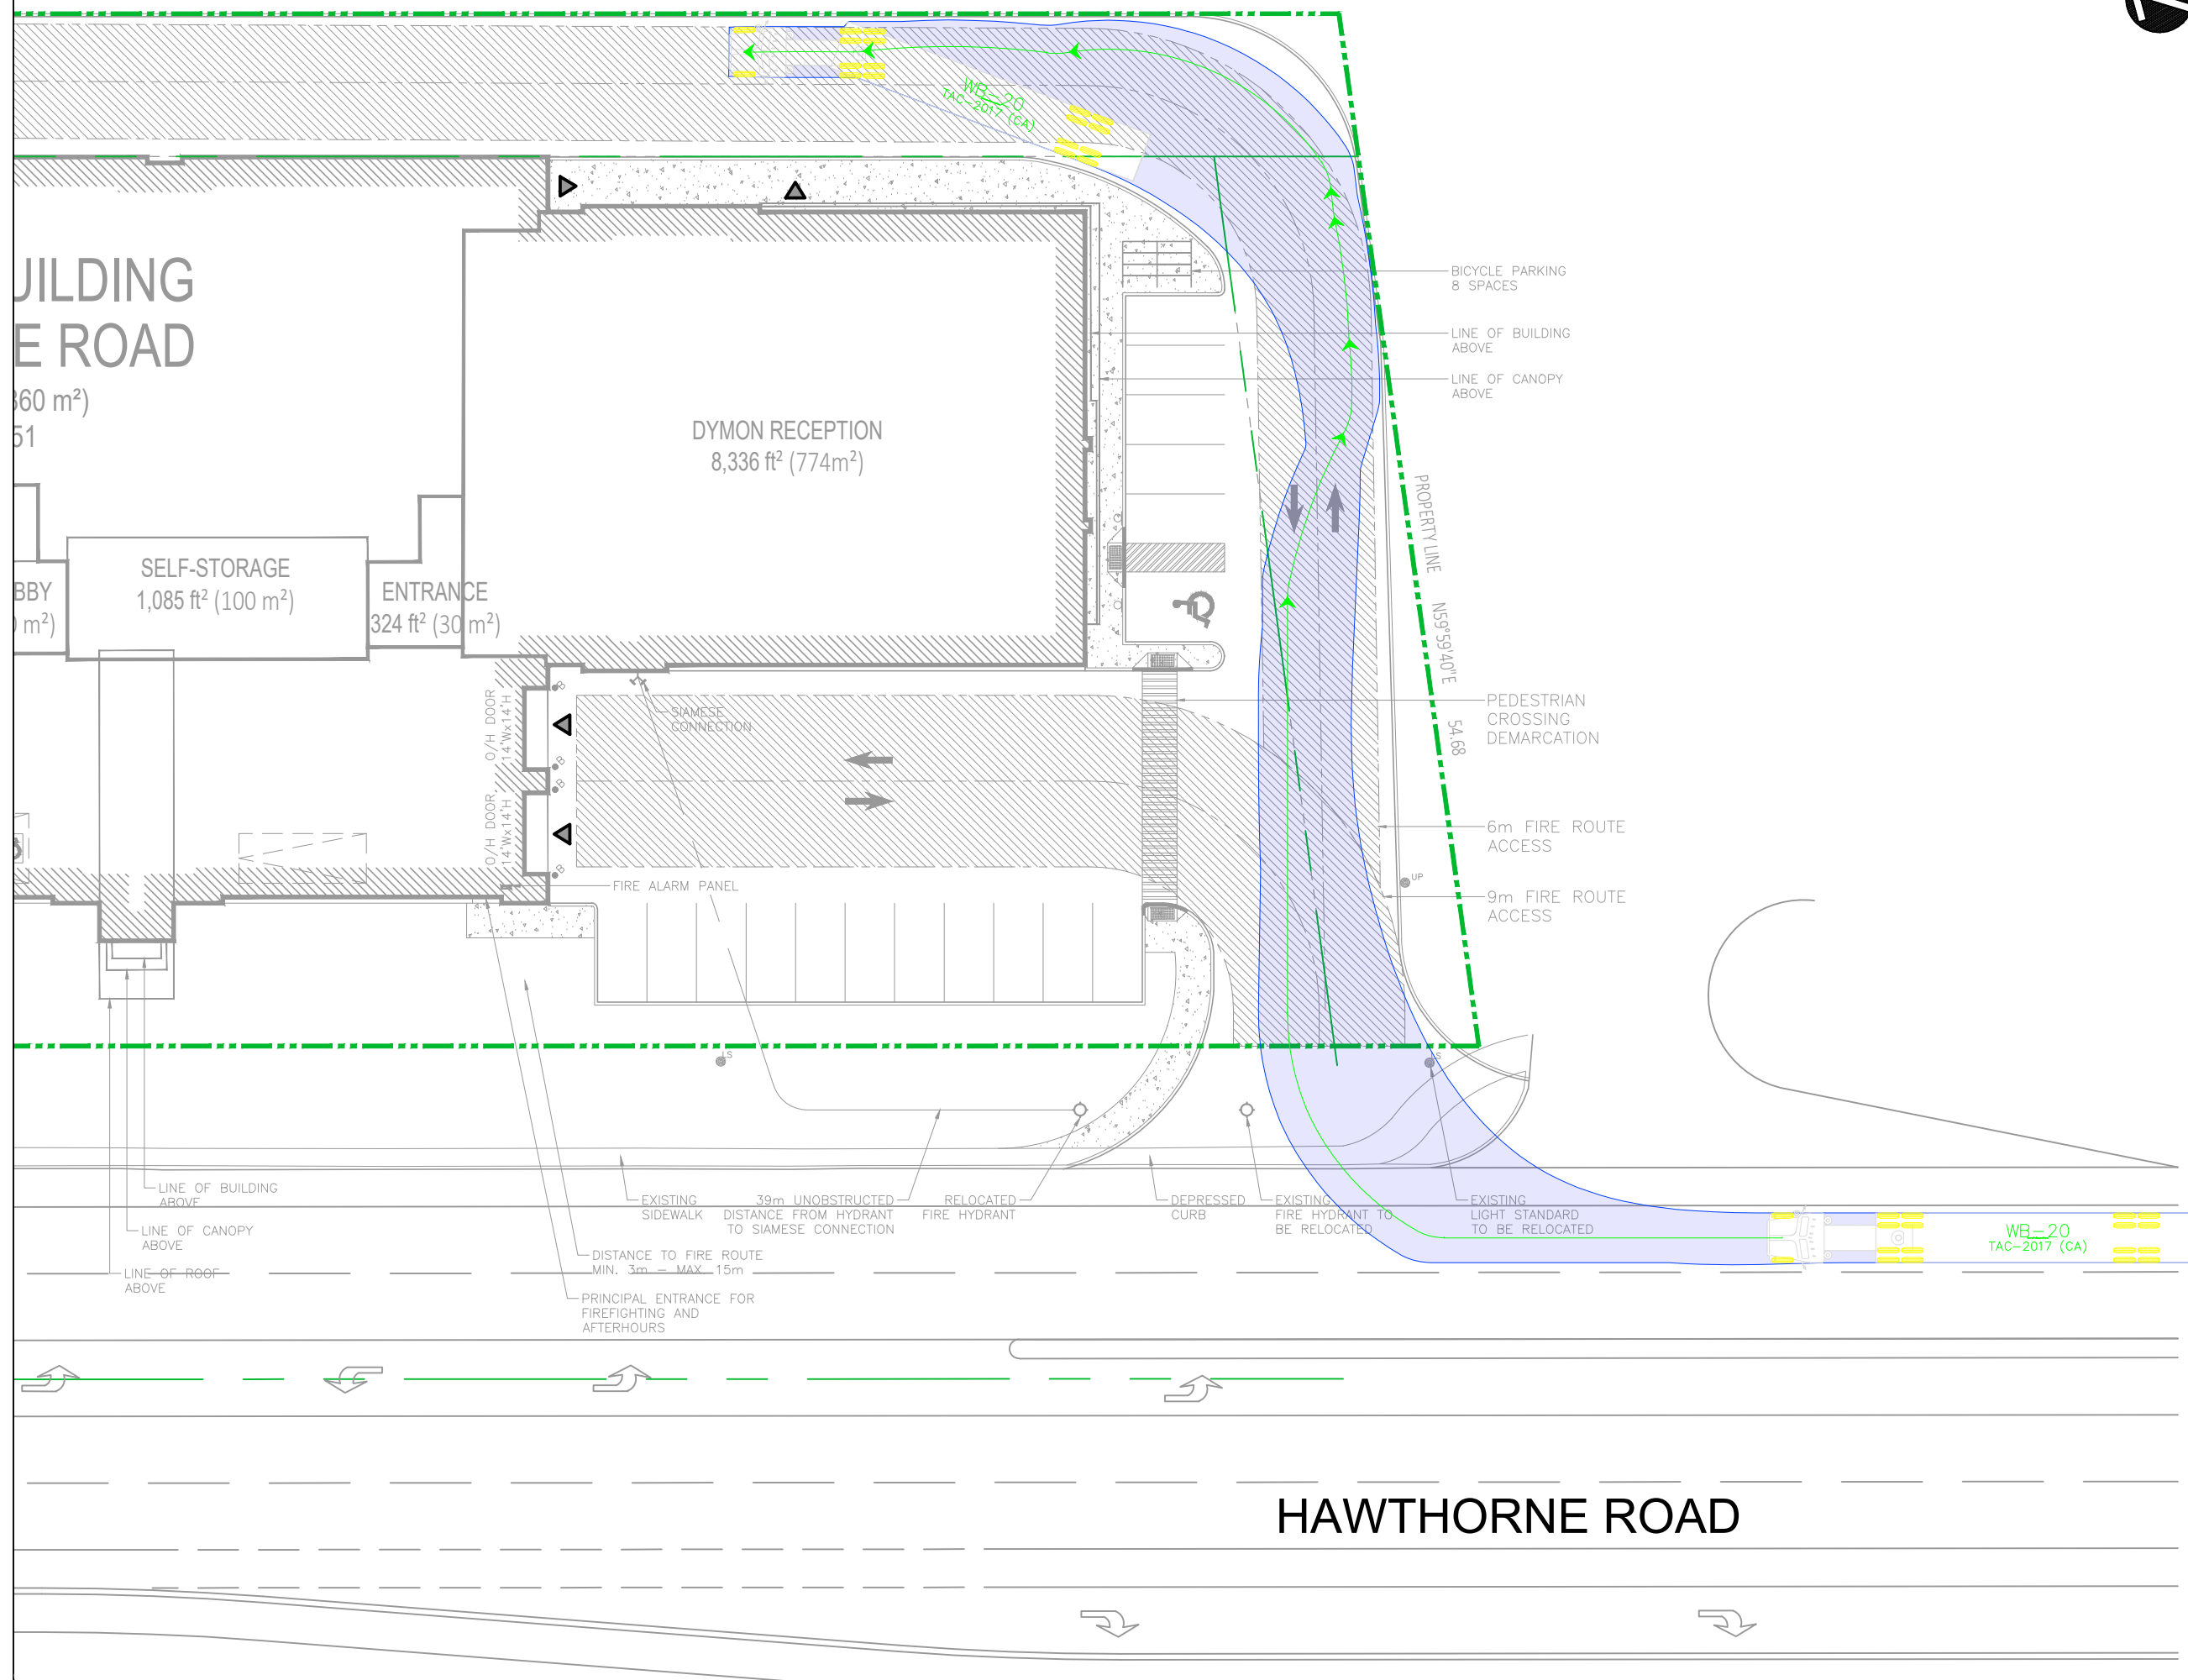 WB-20
TAC-2017 (CA)
UILDING
E ROAD
360 m²)
51
DYMON RECEPTION
8,336 ft² (774m²)
SELF-STORAGE
1,085 ft² (100 m²)
BBY
m²)
ENTRANCE
324 ft² (30 m²)
BICYCLE PARKING
8 SPACES
LINE OF BUILDING
ABOVE
LINE OF CANOPY
ABOVE
PROPERTY LINE N59°59'40"E 54.68
O/H DOOR
14'Wx14'H
O/H DOOR
14'Wx14'H
B
B
B
B
SIAMESE
CONNECTION
PEDESTRIAN
CROSSING
DEMARCATION
6m FIRE ROUTE
ACCESS
UP
9m FIRE ROUTE
ACCESS
FIRE ALARM PANEL
LS
LS
LINE OF BUILDING
ABOVE
LINE OF CANOPY
ABOVE
LINE OF ROOF
ABOVE
EXISTING
SIDEWALK
39m UNOBSTRUCTED
DISTANCE FROM HYDRANT
TO SIAMESE CONNECTION
RELOCATED
FIRE HYDRANT
DEPRESSED
CURB
EXISTING
FIRE HYDRANT TO
BE RELOCATED
EXISTING
LIGHT STANDARD
TO BE RELOCATED
WB-20
TAC-2017 (CA)
DISTANCE TO FIRE ROUTE
MIN. 3m - MAX. 15m
PRINCIPAL ENTRANCE FOR
FIREFIGHTING AND
AFTERHOURS
HAWTHORNE ROAD